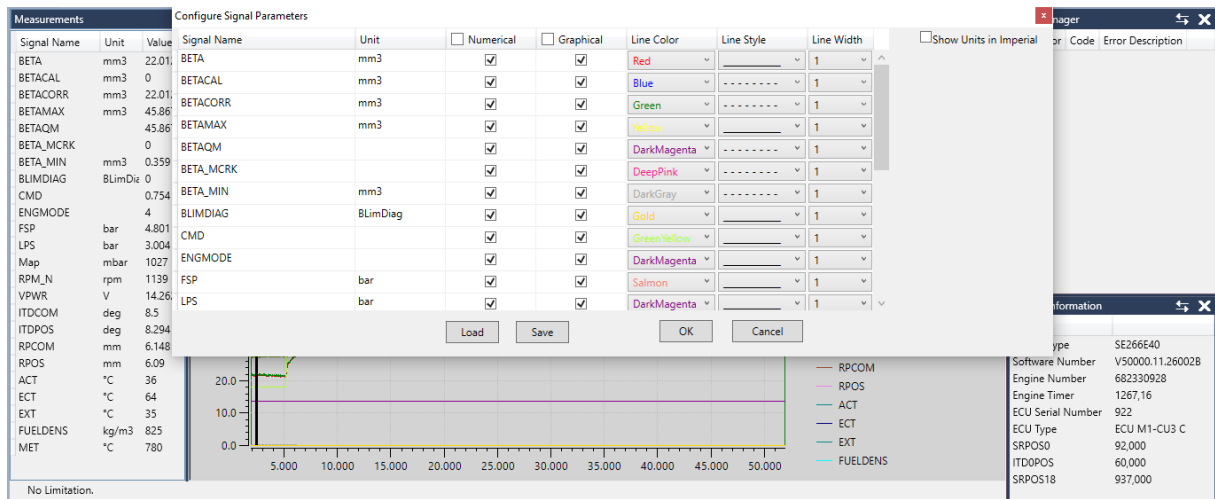 Measurements
Signal Name Unit Value
BETA mm3 22.012
BETACAL mm3 0
BETACORR mm3 22.012
BETAMAX mm3 45.867
BETAQM 45.867
BETA_MCRK 0
BETA_MIN mm3 0.359
BLIMDIAG BLimDia 0
CMD 0.754
ENGMODE 4
FSP bar 4.801
LPS bar 3.004
Map mbar 1027
RPM_N rpm 1139
VPWR V 14.262
ITDCOM deg 8.5
ITDPOS deg 8.294
RPCOM mm 6.148
RPOS mm 6.09
ACT °C 36
ECT °C 64
EXT °C 35
FUELDENS kg/m3 825
MET °C 780
No Limitation.
Configure Signal Parameters x
Signal Name Unit Numerical Graphical Line Color Line Style Line Width
Show Units in Imperial
BETA mm3 Red 1
BETACAL mm3 Blue 1
BETACORR mm3 Green 1
BETAMAX mm3 Yellow 1
BETAQM DarkMagenta 1
BETA_MCRK DeepPink 1
BETA_MIN mm3 DarkGray 1
BLIMDIAG BLimDiag Gold 1
CMD GreenYellow 1
ENGMODE DarkMagenta 1
FSP bar Salmon 1
LPS bar DarkMagenta 1
Load Save OK Cancel
20.0
10.0
0.0
5.000 10.000 15.000 20.000 25.000 30.000 35.000 40.000 45.000 50.000
RPCOM
RPOS
ACT
ECT
EXT
FUELDENS
nager
or Code Error Description
formation
ype SE266E40
Software Number V50000.11.26002B
Engine Number 682330928
Engine Timer 1267,16
ECU Serial Number 922
ECU Type ECU M1-CU3 C
SRPOS0 92,000
ITD0POS 60,000
SRPOS18 937,000